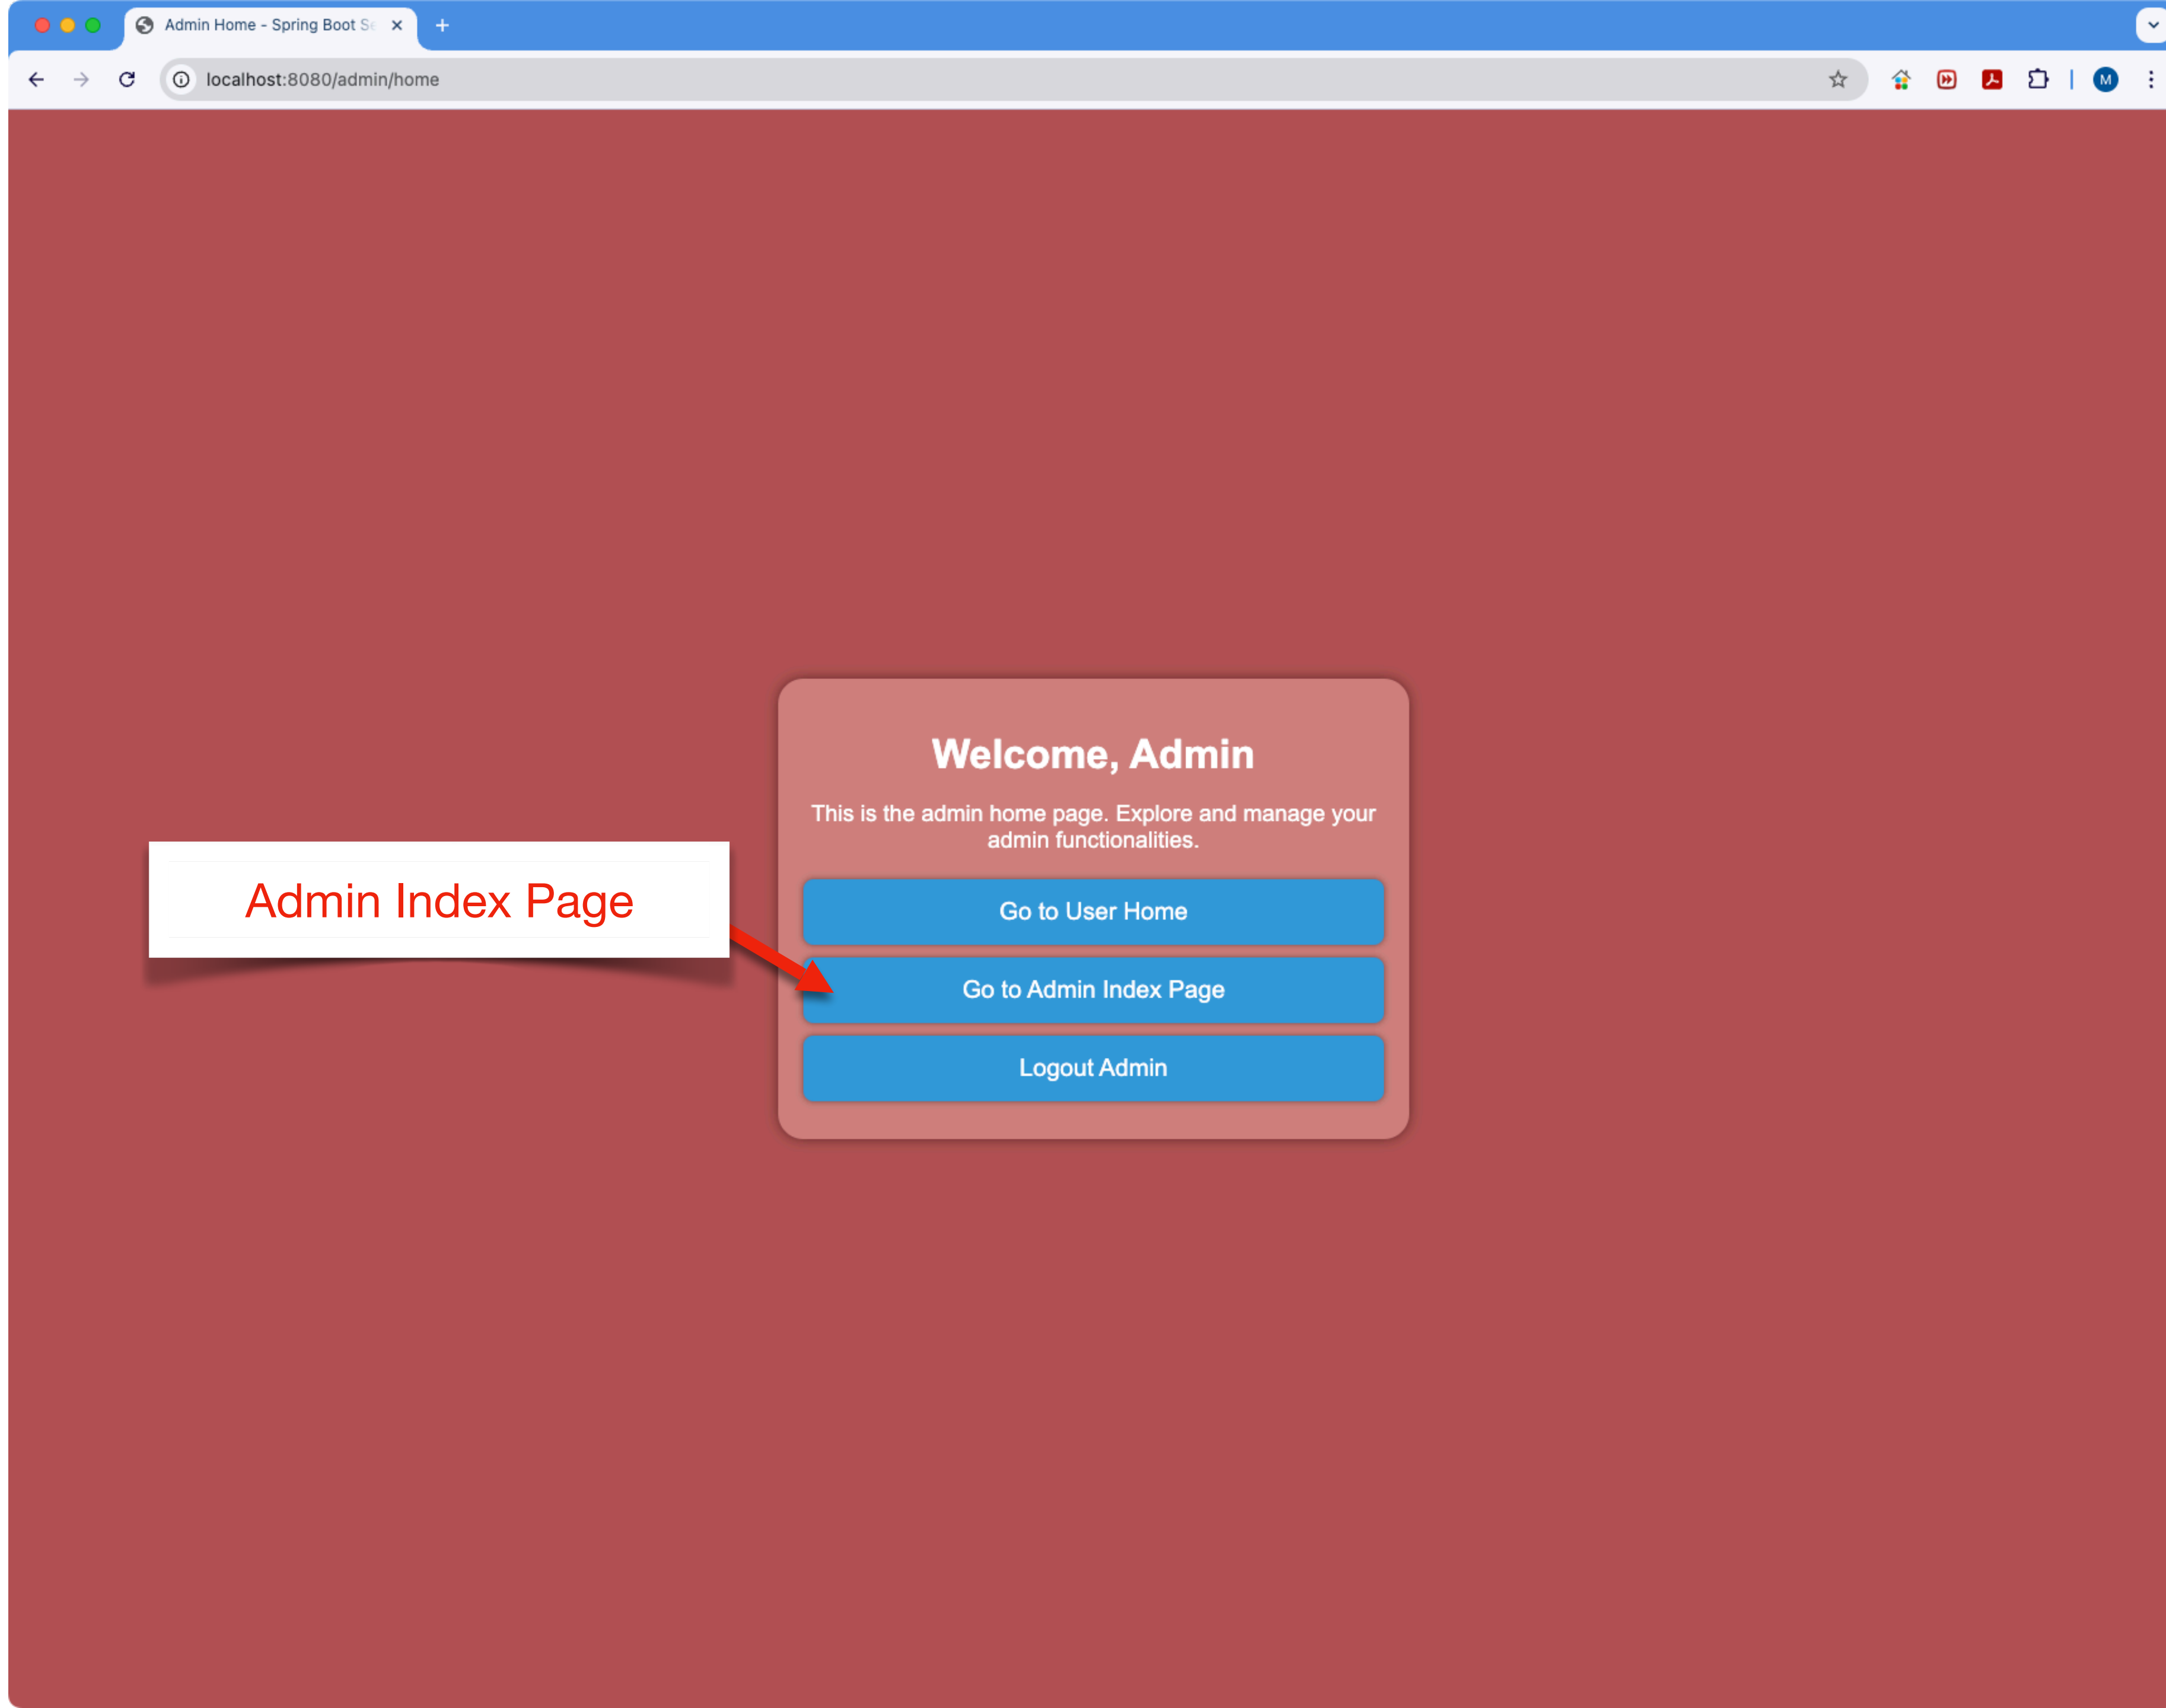 Admin Home - Spring Boot Se
localhost:8080/admin/home
M
Welcome, Admin
This is the admin home page. Explore and manage your
admin functionalities.
Admin Index Page
Go to User Home
Go to Admin Index Page
Logout Admin